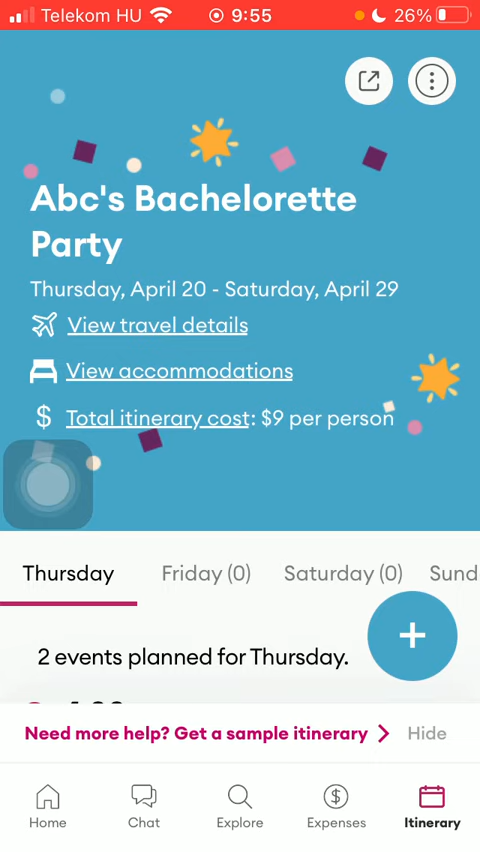 Telekom HU 9:55 26%
Abc's Bachelorette
Party
Thursday, April 20 - Saturday, April 29
View travel details
View accommodations
$ Total itinerary cost: $9 per person
Thursday Friday (0) Saturday (0) Sund
+
2 events planned for Thursday.
Need more help? Get a sample itinerary Hide
Home Chat Explore Expenses Itinerary